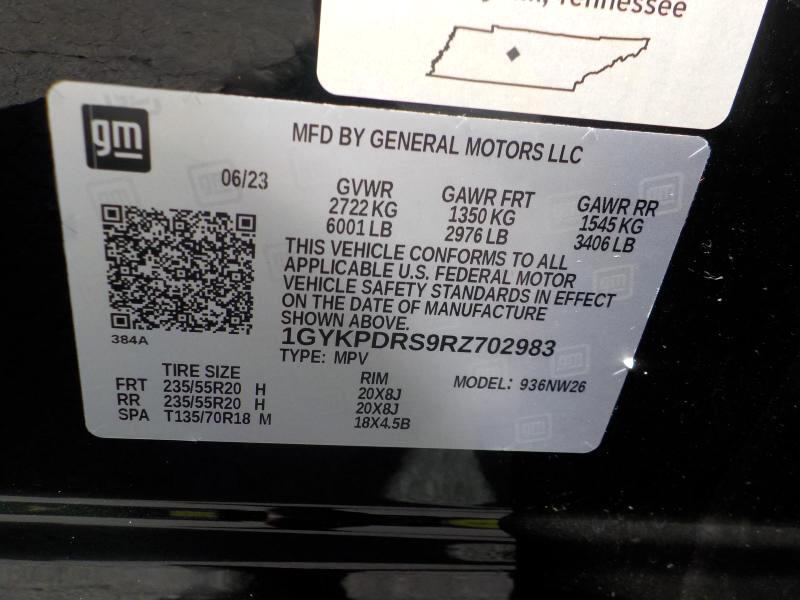 Tennessee
gm
MFD BY GENERAL MOTORS LLC
06/23
GVWR GAWR FRT GAWR RR
2722 KG 1350 KG 1545 KG
6001 LB 2976 LB 3406 LB
THIS VEHICLE CONFORMS TO ALL
APPLICABLE U.S. FEDERAL MOTOR
VEHICLE SAFETY STANDARDS IN EFFECT
ON THE DATE OF MANUFACTURE
SHOWN ABOVE.
384A
1GYKPDRS9RZ702983
TYPE: MPV
TIRE SIZE RIM MODEL: 936NW26
FRT 235/55R20 H 20X8J
RR 235/55R20 H 20X8J
SPA T135/70R18 M 18X4.5B